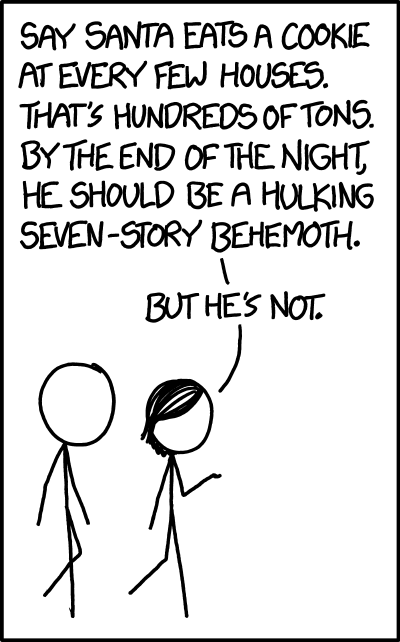 SAY SANTA EATS A COOKIE
AT EVERY FEW HOUSES.
THAT'S HUNDREDS OF TONS.
BY THE END OF THE NIGHT,
HE SHOULD BE A HULKING
SEVEN-STORY BEHEMOTH.
BUT HE'S NOT.